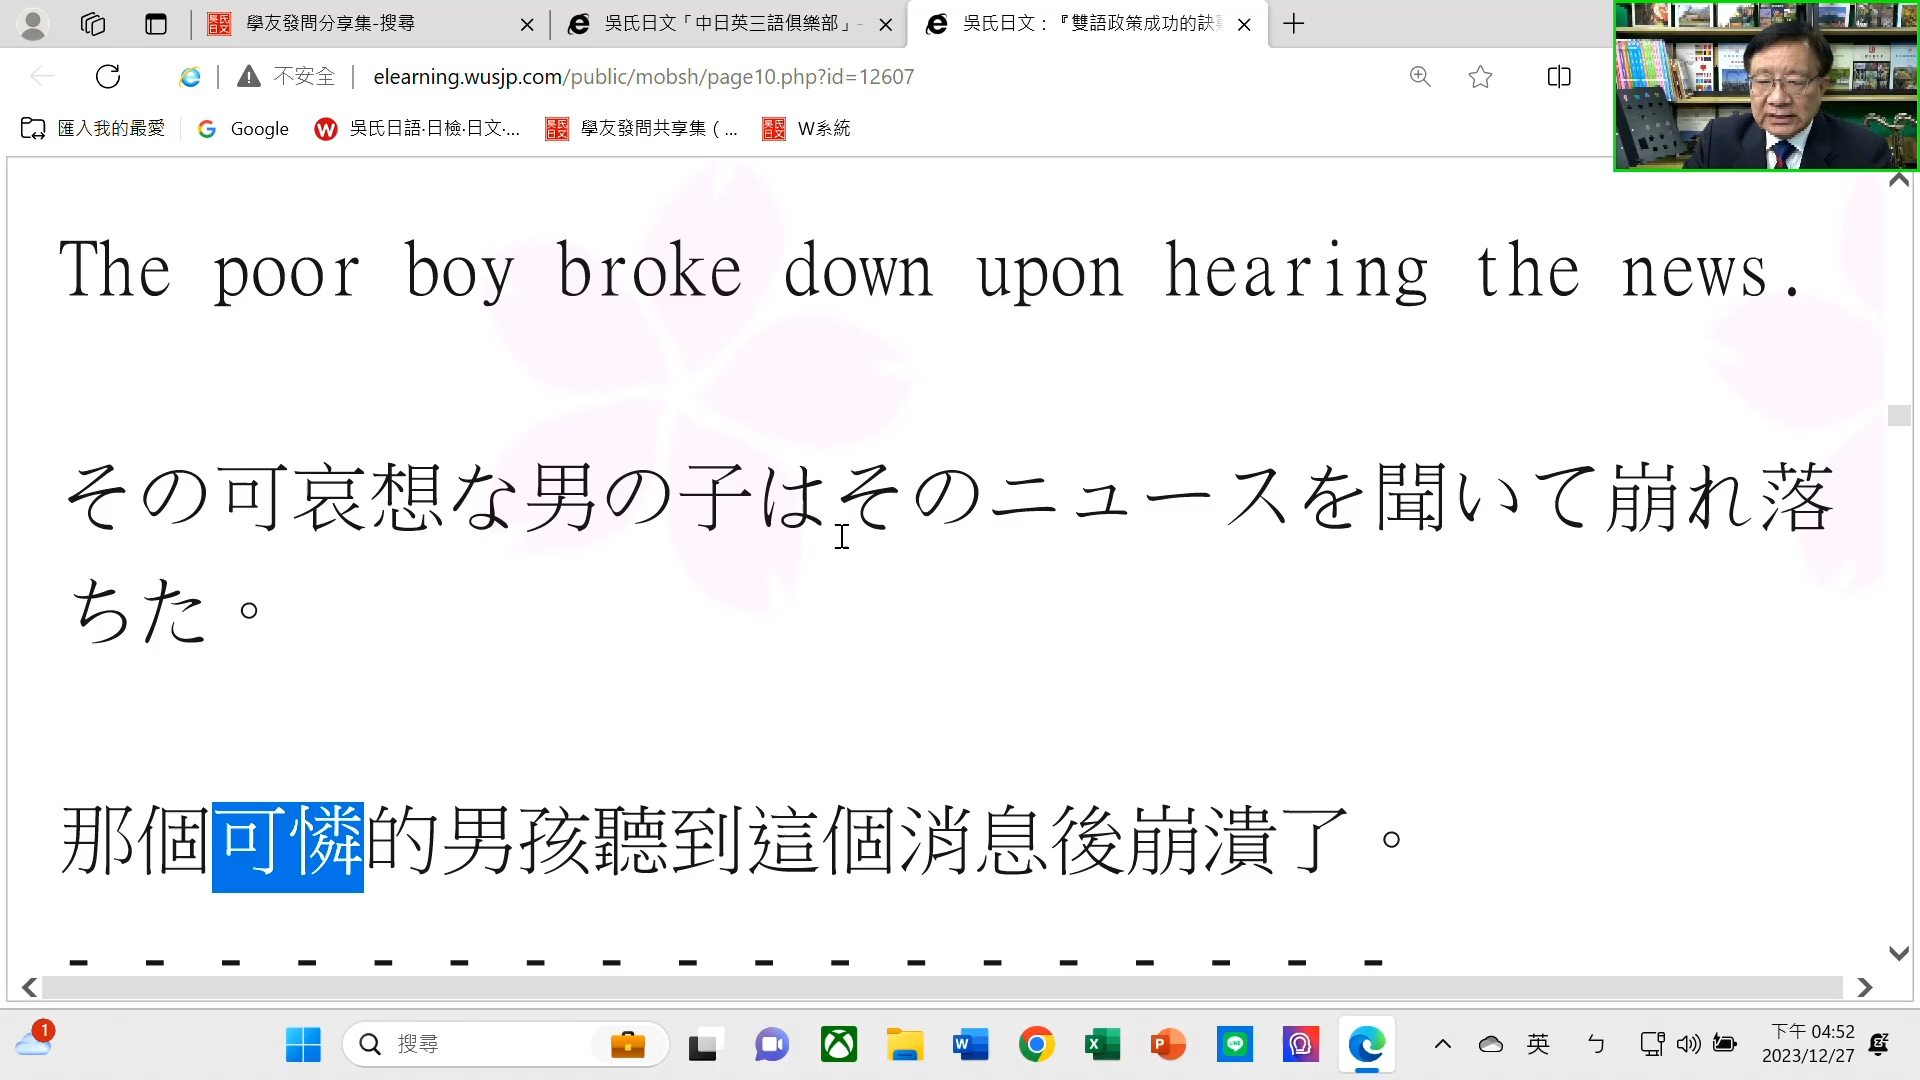 學友發問分享集-搜尋
吳氏日文「中日英三語俱樂部」-
吳氏日文：『雙語政策成功的訣
不安全
elearning.wusjp.com/public/mobsh/page10.php?id=12607
匯入我的最愛
Google
吳氏日語·日檢·日文·...
學友發問共享集 ( ...
W系統
The poor boy broke down upon hearing the news.
その可哀想な男の子はそのニュースを聞いて崩れ落
ちた。
那個可憐的男孩聽到這個消息後崩潰了。
- - - - - - - - - - - - - - - - - -
1
搜尋
英
ㄅ
下午 04:52
2023/12/27